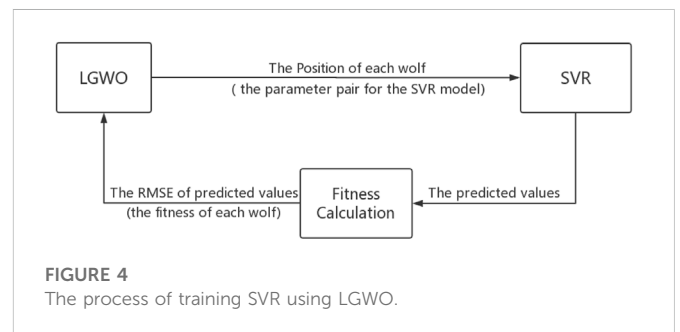 LGWO
The Position of each wolf
( the parameter pair for the SVR model)
SVR
The RMSE of predicted values
(the fitness of each wolf)
Fitness
Calculation
The predicted values
FIGURE 4
The process of training SVR using LGWO.